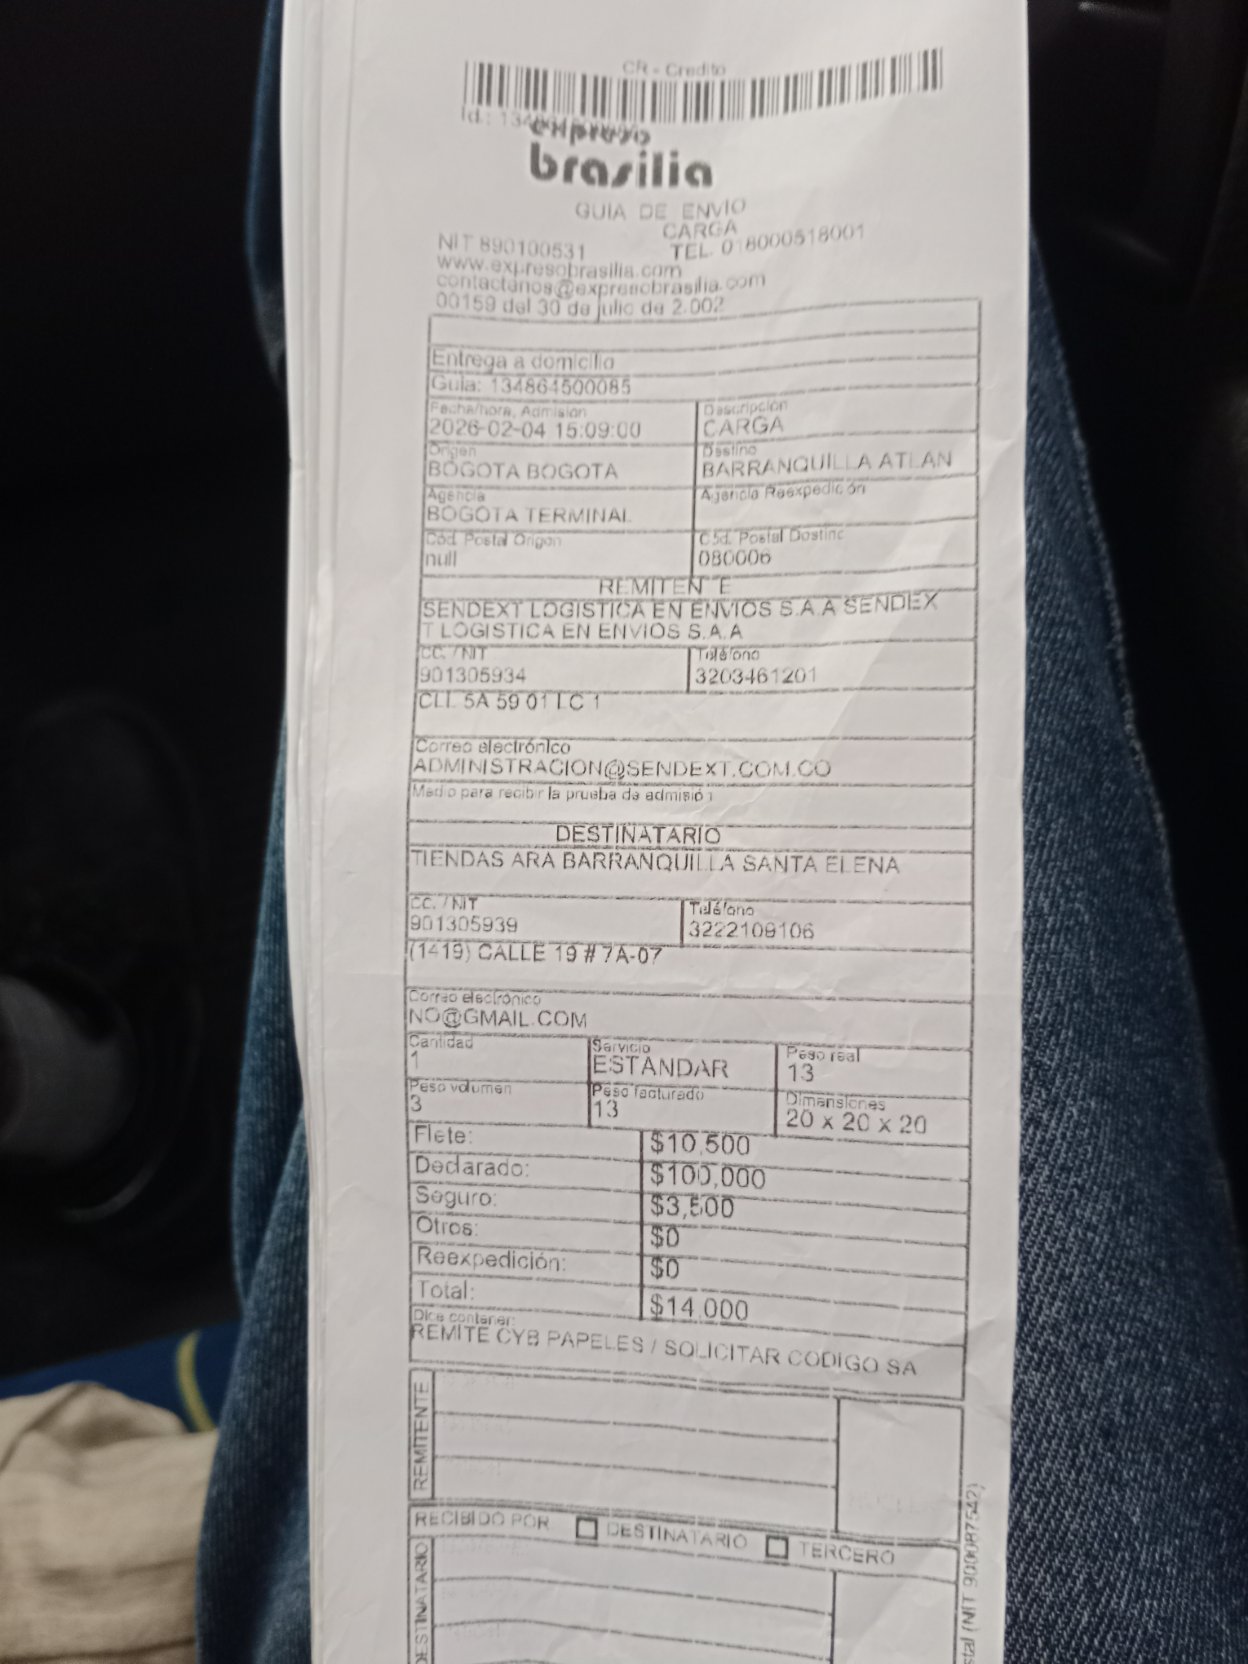 CR - Credito
expreso
brasilia
GUIA DE ENVIO
CARGA
NIT 890100531 TEL. 018000518001
www.expresobrasilia.com
contactanos@expresobrasilia.com
00159 del 30 de julio de 2.002
Entrega a domicilio
Guia: 134864500085
Fecha/hora, Admisión Descripción
2026-02-04 15:09:00 CARGA
Origen Destino
BOGOTA BOGOTA BARRANQUILLA ATLAN
Agencia Agencia Reexpedición
BOGOTA TERMINAL
Cód. Postal Origen Cód. Postal Destino
null 080006
REMITENTE
SENDEXT LOGISTICA EN ENVIOS S.A.A SENDEX
T LOGISTICA EN ENVIOS S.A.A
CC. / NIT Teléfono
901305934 3203461201
CLL 5A 59 01 LC 1
Correo electrónico
ADMINISTRACION@SENDEXT.COM.CO
Medio para recibir la prueba de admisión
DESTINATARIO
TIENDAS ARA BARRANQUILLA SANTA ELENA
CC. / NIT Teléfono
901305939 3222109106
(1419) CALLE 19 # 7A-07
Correo electrónico
NO@GMAIL.COM
Cantidad Servicio Peso real
1 ESTANDAR 13
Peso volumen Peso facturado Dimensiones
3 13 20 x 20 x 20
Flete: $10,500
Declarado: $100,000
Seguro: $3,500
Otros: $0
Reexpedición: $0
Total: $14,000
Dice contener:
REMITE CYB PAPELES / SOLICITAR CODIGO SA
REMITENTE
RECIBIDO POR DESTINATARIO TERCERO
DESTINATARIO
(NIT 900087542)